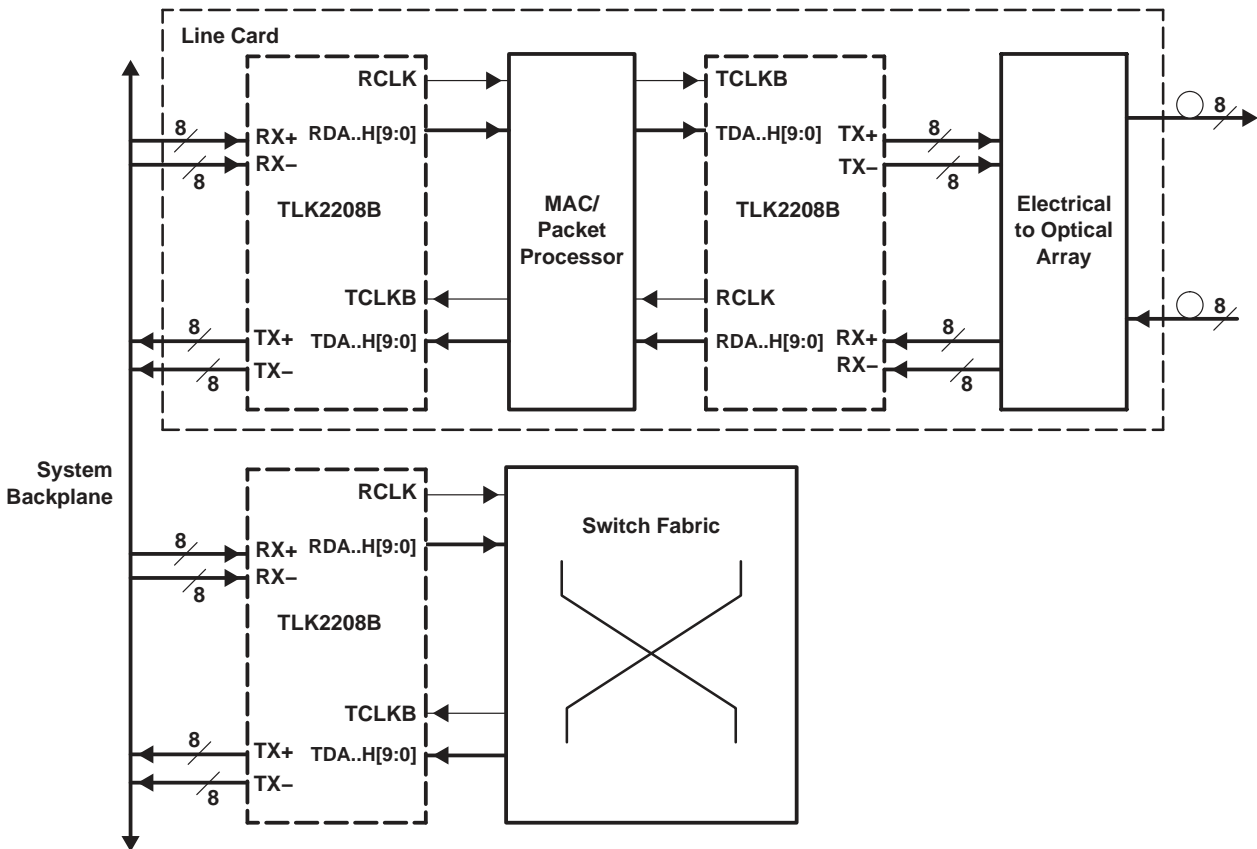 Line Card
RCLK
RDA..H[9:0]
8
RX+
8
RX–
TLK2208B
TCLKB
TDA..H[9:0]
8
TX+
8
TX–
MAC/
Packet
Processor
TCLKB
TDA..H[9:0]
TX+
8
TX–
8
TLK2208B
RCLK
RDA..H[9:0]
RX+
8
RX–
8
Electrical
to Optical
Array
8
8
System
Backplane
RCLK
RDA..H[9:0]
8
RX+
8
RX–
TLK2208B
TCLKB
TDA..H[9:0]
8
TX+
8
TX–
Switch Fabric